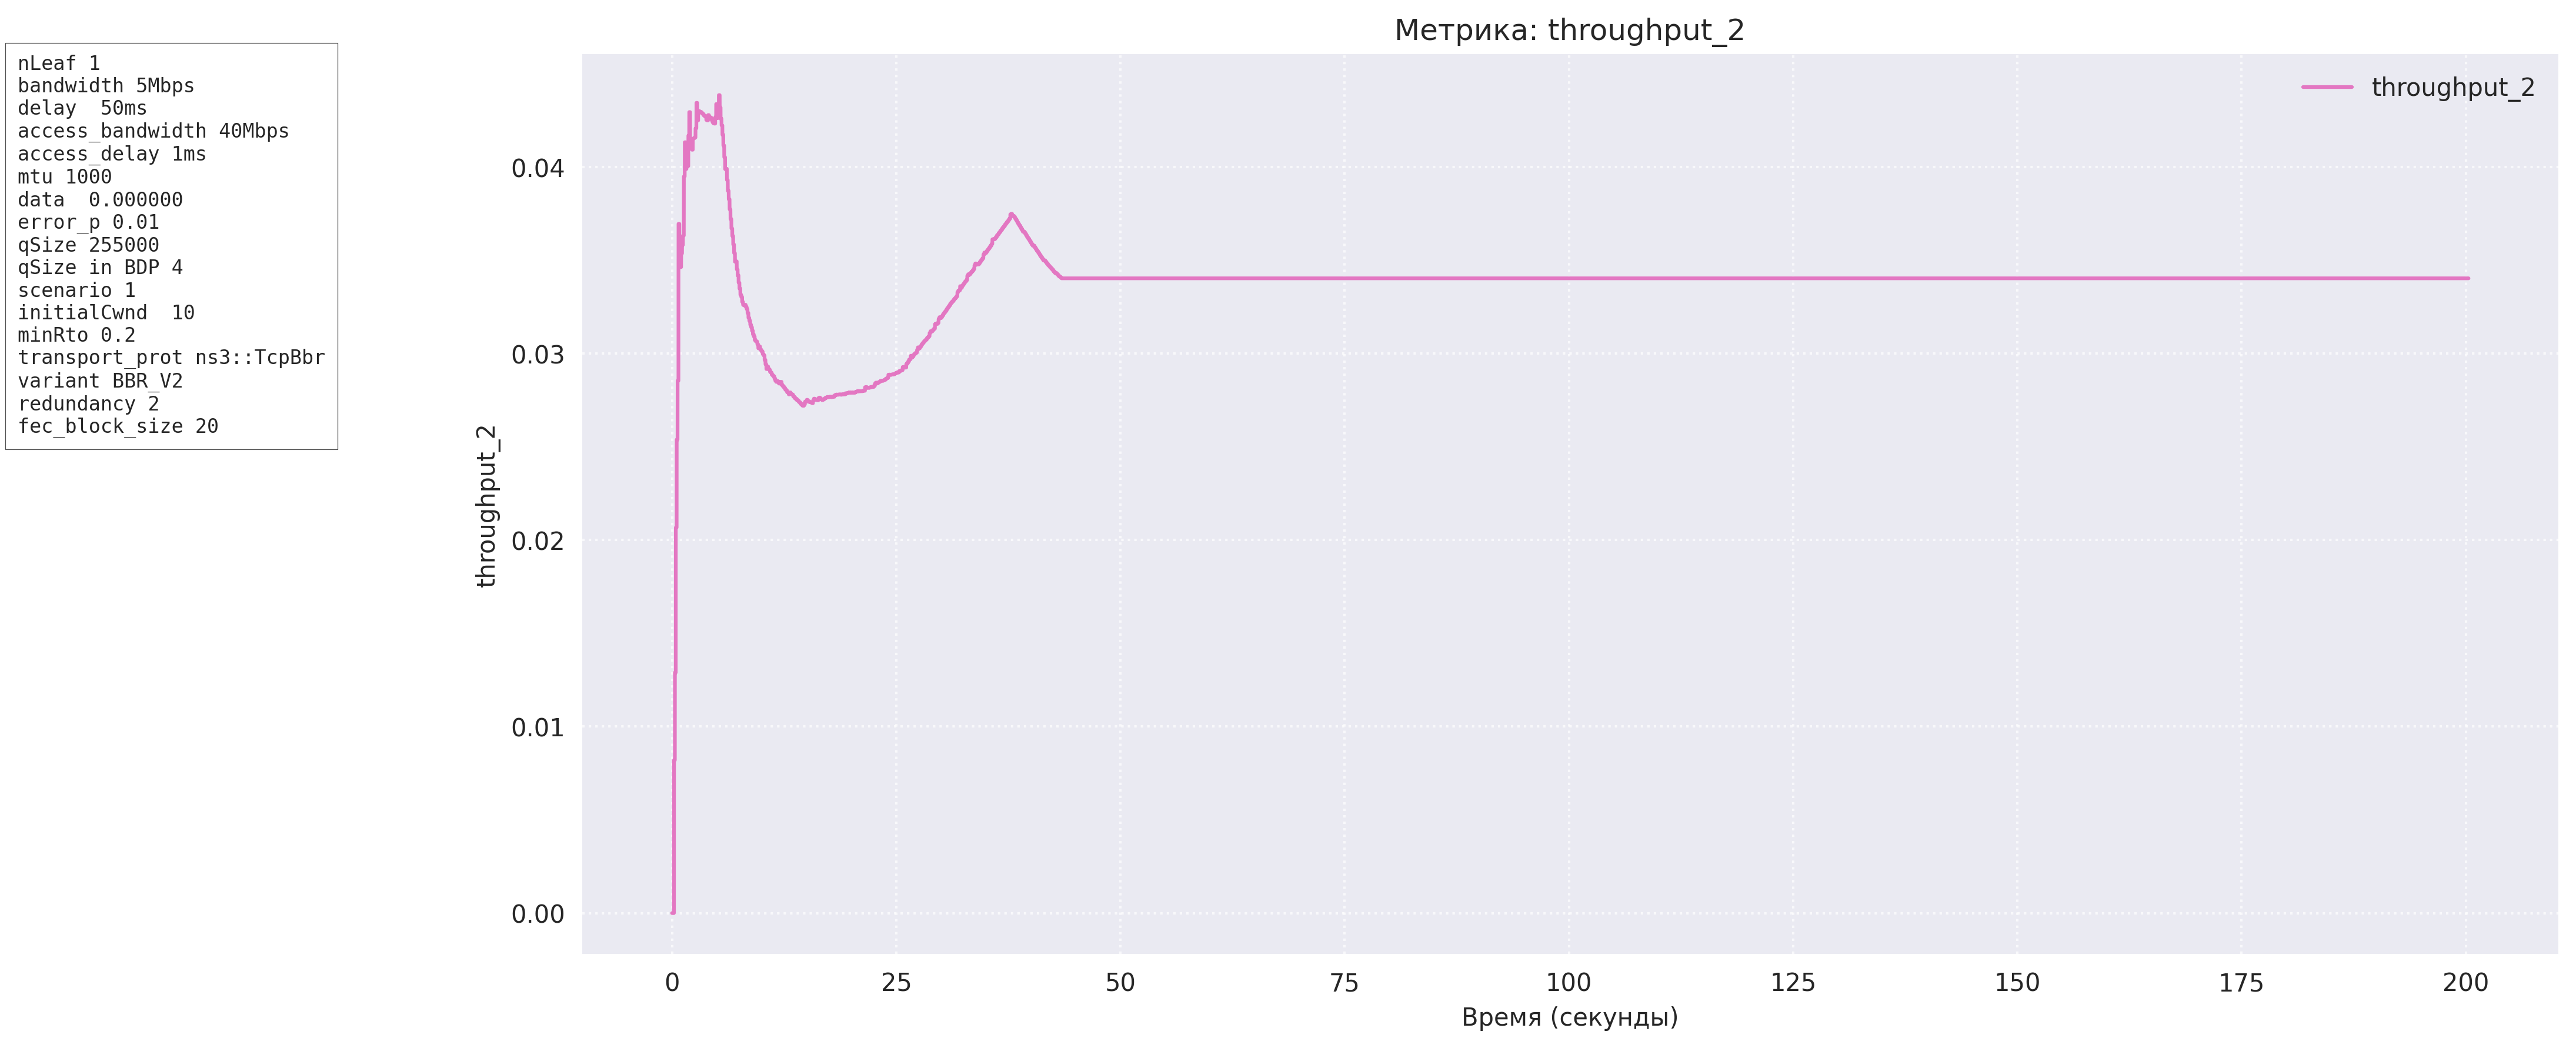 Метрика: throughput_2
nLeaf 1
bandwidth 5Mbps
delay  50ms
access_bandwidth 40Mbps
access_delay 1ms
mtu 1000
data  0.000000
error_p 0.01
qSize 255000
qSize in BDP 4
scenario 1
initialCwnd  10
minRto 0.2
transport_prot ns3::TcpBbr
variant BBR_V2
redundancy 2
fec_block_size 20
throughput_2
throughput_2
0.04
0.03
0.02
0.01
0.00
0 25 50 75 100 125 150 175 200
Время (секунды)